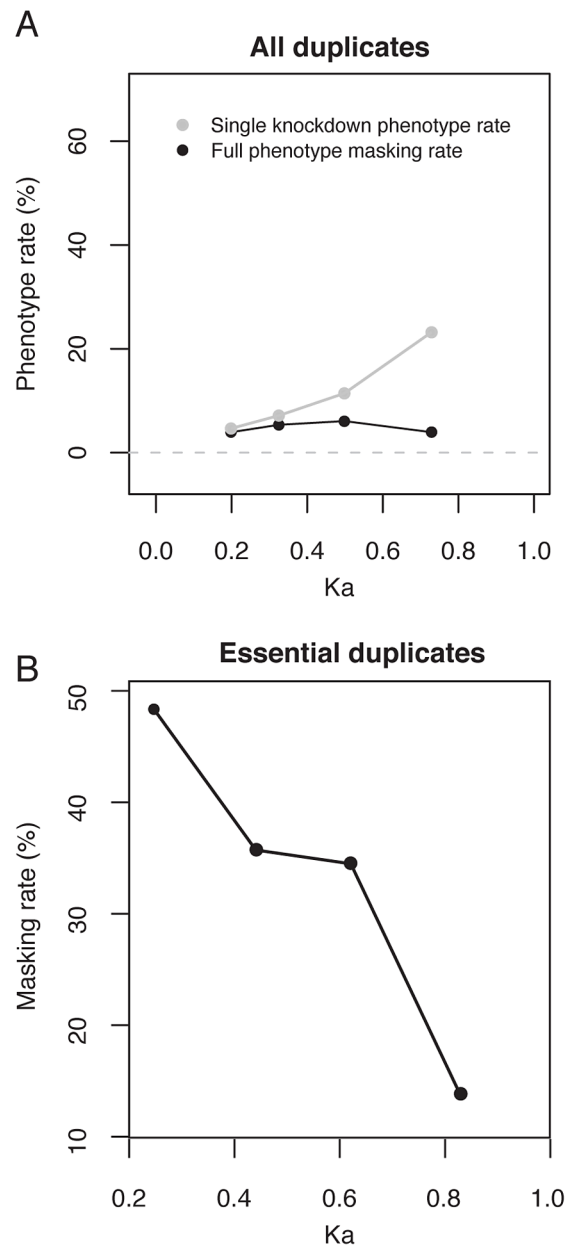 A
All duplicates
Single knockdown phenotype rate
Full phenotype masking rate
Phenotype rate (%)
60
40
20
0
0.0 0.2 0.4 0.6 0.8 1.0
Ka
B
Essential duplicates
Masking rate (%)
50
40
30
20
10
0.2 0.4 0.6 0.8 1.0
Ka